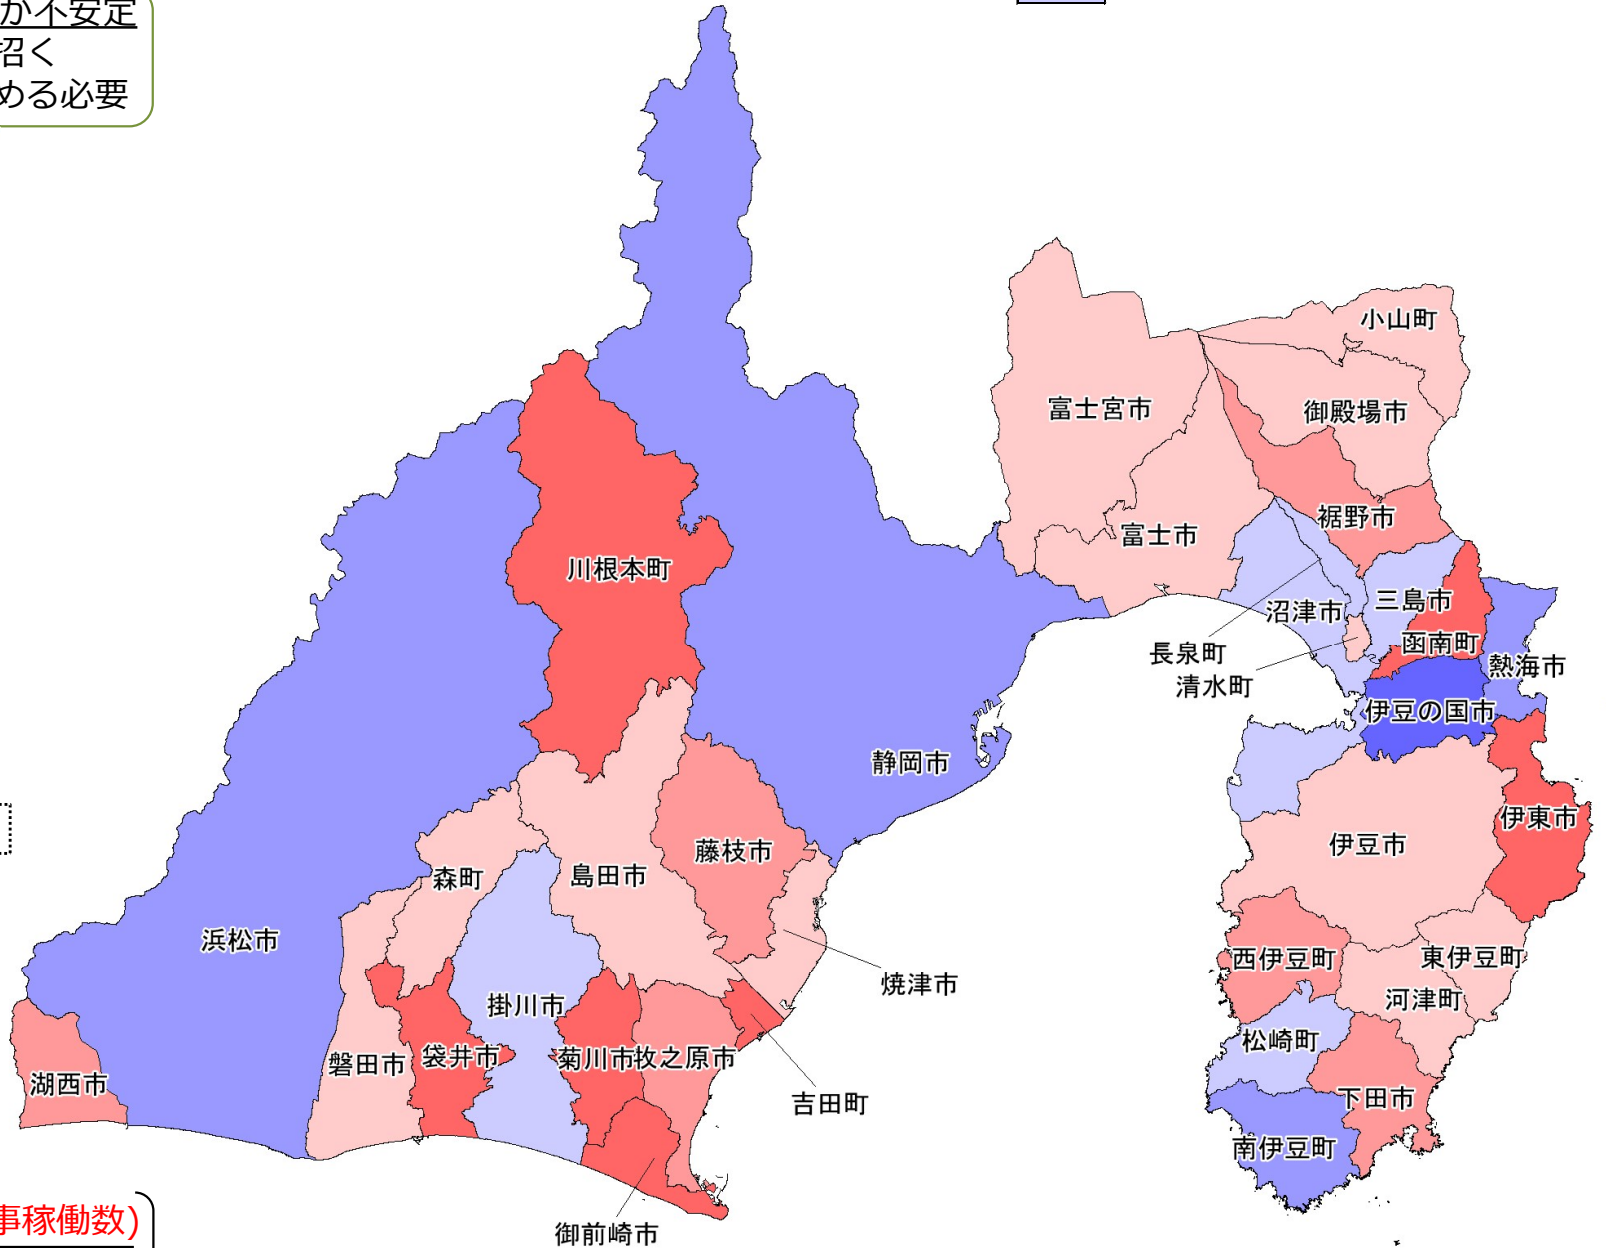 が不安定
招く
める必要
小山町
富士宮市
御殿場市
裾野市
富士市
川根本町
三島市
沼津市
函南町
長泉町
熱海市
清水町
伊豆の国市
静岡市
伊東市
伊豆市
藤枝市
島田市
森町
浜松市
西伊豆町
東伊豆町
焼津市
河津町
掛川市
松崎町
袋井市
菊川市
牧之原市
磐田市
湖西市
下田市
吉田町
南伊豆町
事稼働数)
御前崎市